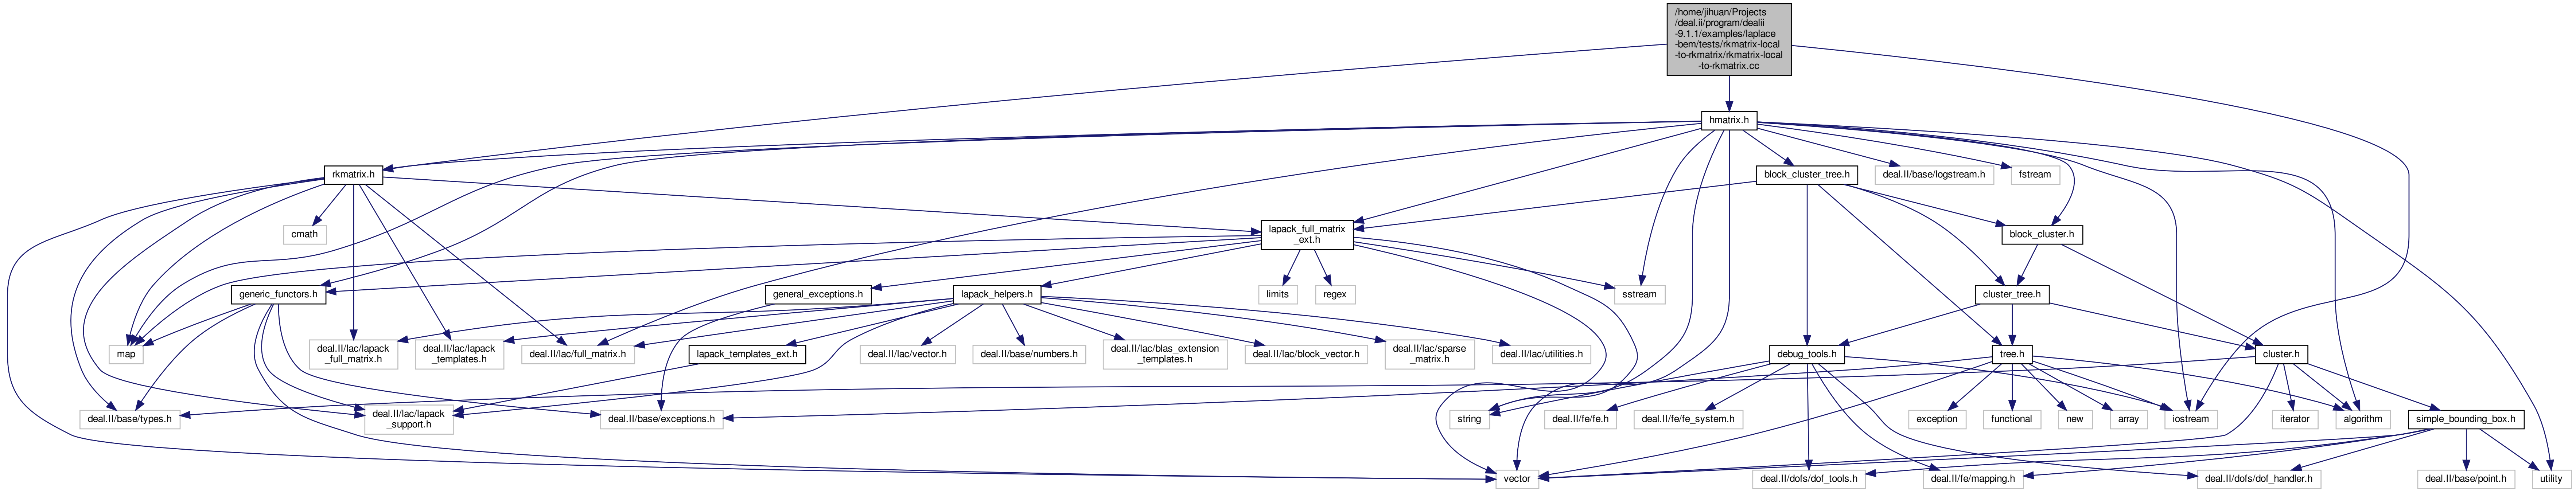 /home/jihuan/Projects
/deal.ii/program/dealii
-9.1.1/examples/laplace
-bem/tests/rkmatrix-local
-to-rkmatrix/rkmatrix-local
-to-rkmatrix.cc
hmatrix.h
rkmatrix.h
block_cluster_tree.h
deal.II/base/logstream.h
fstream
cmath
lapack_full_matrix
_ext.h
block_cluster.h
generic_functors.h
general_exceptions.h
lapack_helpers.h
limits
regex
sstream
cluster_tree.h
map
deal.II/lac/lapack
_full_matrix.h
deal.II/lac/lapack
_templates.h
deal.II/lac/full_matrix.h
lapack_templates_ext.h
deal.II/lac/vector.h
deal.II/base/numbers.h
deal.II/lac/blas_extension
_templates.h
deal.II/lac/block_vector.h
deal.II/lac/sparse
_matrix.h
deal.II/lac/utilities.h
debug_tools.h
tree.h
cluster.h
deal.II/base/types.h
deal.II/lac/lapack
_support.h
deal.II/base/exceptions.h
string
deal.II/fe/fe.h
deal.II/fe/fe_system.h
exception
functional
new
array
iostream
iterator
algorithm
simple_bounding_box.h
vector
deal.II/dofs/dof_tools.h
deal.II/fe/mapping.h
deal.II/dofs/dof_handler.h
deal.II/base/point.h
utility